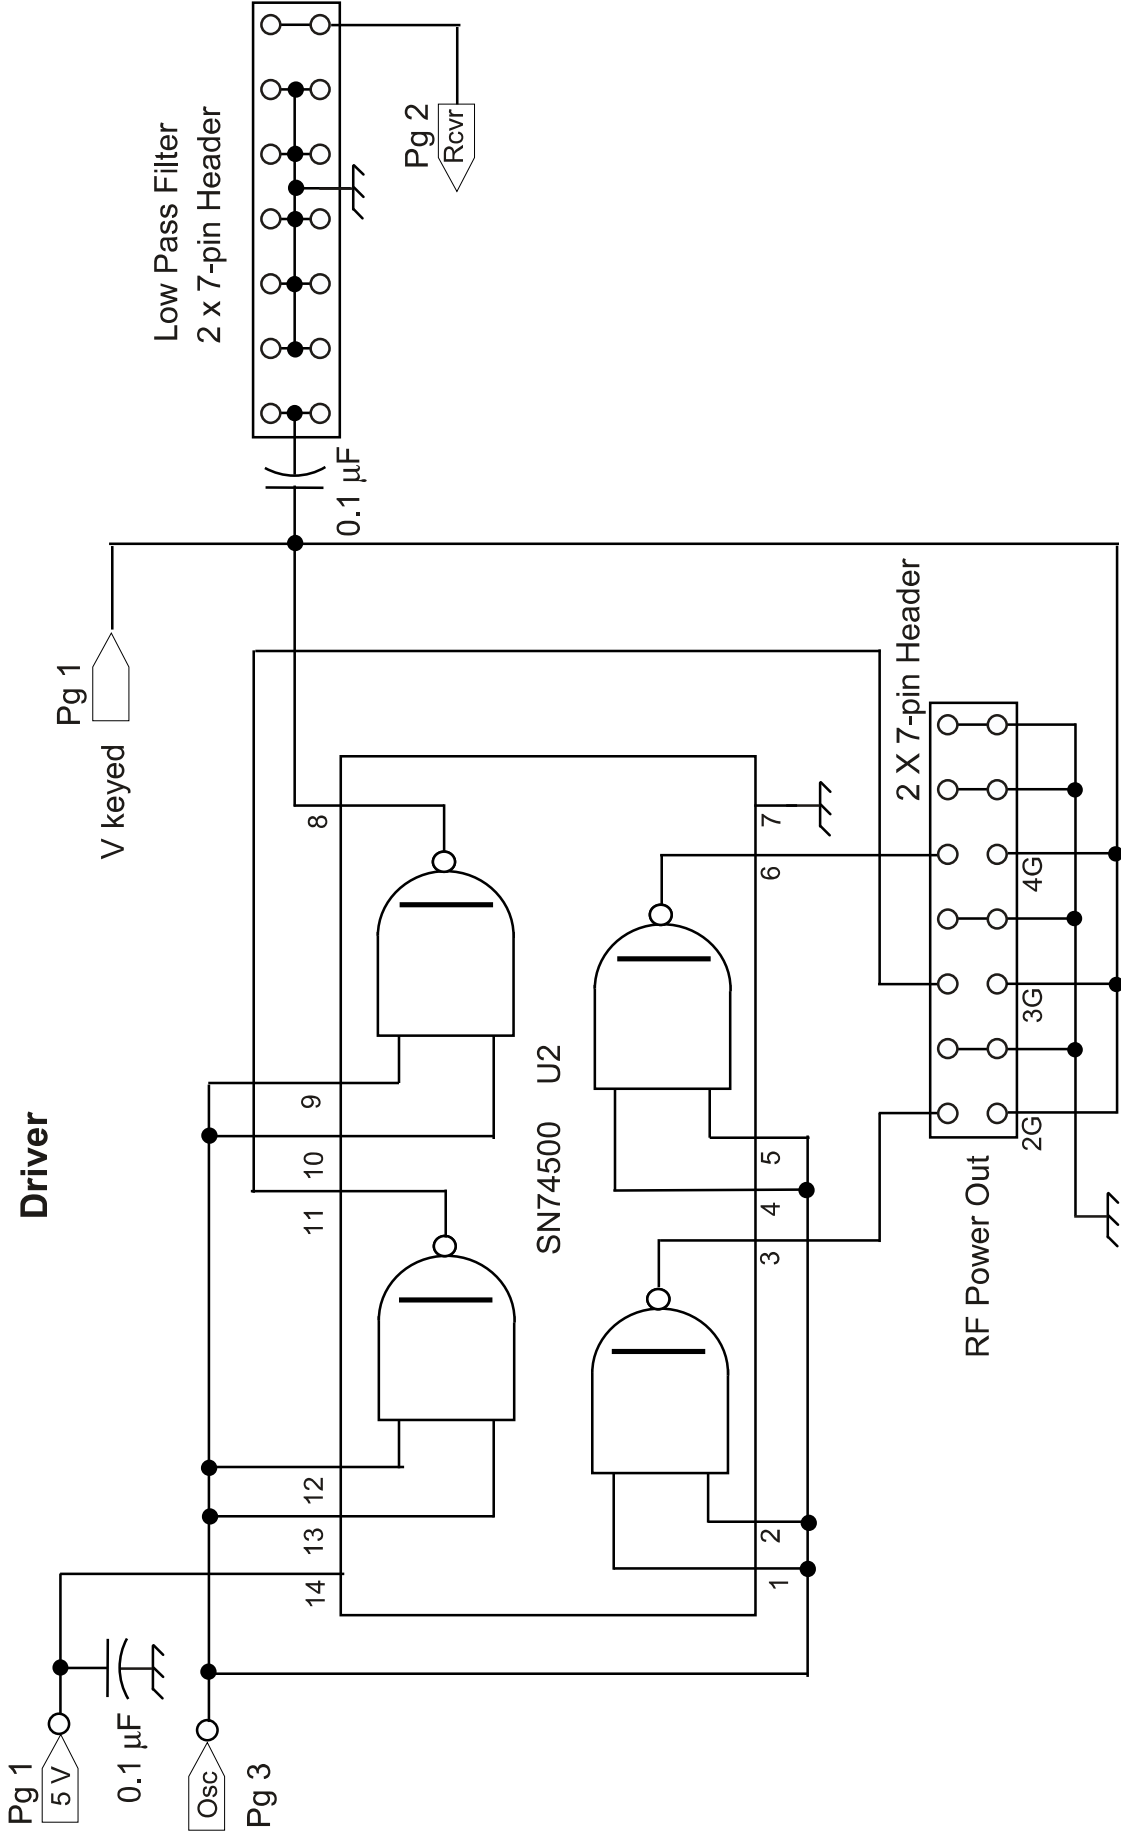 Driver
Pg 1
5 V
0.1 µF
Osc
Pg 3
14
13
12
11
10
9
8
SN74500 U2
1
2
3
4
5
6
7
V keyed
Pg 1
0.1 µF
Low Pass Filter
2 x 7-pin Header
Pg 2
Rcvr
RF Power Out
2 X 7-pin Header
2G
3G
4G